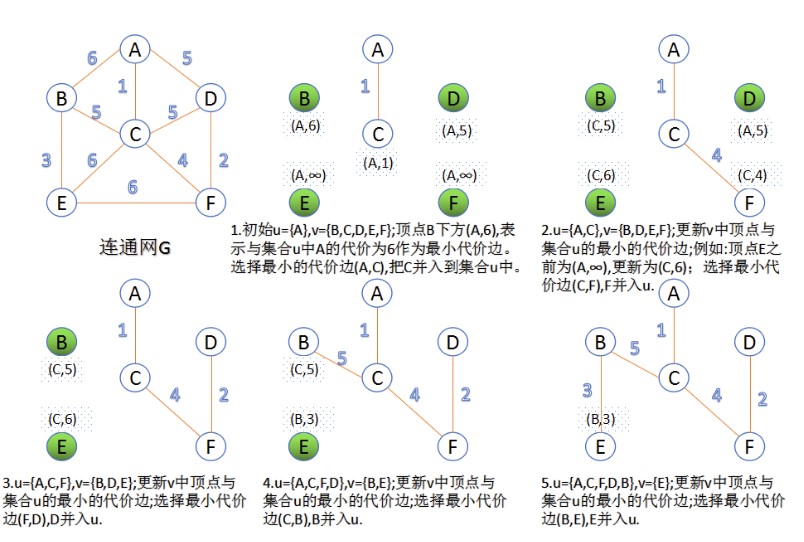 A
6
5
1
B
D
5
5
C
3
6
4
2
E
6
F
连通网G
A
1
B
D
(A,6)
C
(A,5)
(A,1)
(A,∞)
(A,∞)
E
F
1.初始u={A},v={B,C,D,E,F};顶点B下方(A,6),表
示与集合u中A的代价为6作为最小代价边。
选择最小的代价边(A,C),把C并入到集合u中。
A
1
B
D
(C,5)
C
(A,5)
4
(C,6)
(C,4)
E
F
2.u={A,C},v={B,D,E,F};更新v中顶点与
集合u的最小的代价边;例如:顶点E之
前为(A,∞),更新为(C,6)；选择最小代
价边(C,F),F并入u.
A
1
B
D
(C,5)
C
4
2
(C,6)
E
F
3.u={A,C,F},v={B,D,E};更新v中顶点与
集合u的最小的代价边;选择最小代价
边(F,D),D并入u.
A
1
B
D
(C,5)
5
C
4
2
(B,3)
E
F
4.u={A,C,F,D},v={B,E};更新v中顶点与
集合u的最小的代价边;选择最小代价边
(C,B),B并入u.
A
1
B
D
5
C
3
4
2
(B,3)
E
F
5.u={A,C,F,D,B},v={E};更新v中顶点与
集合u的最小的代价边;选择最小代价边
(B,E),E并入u.